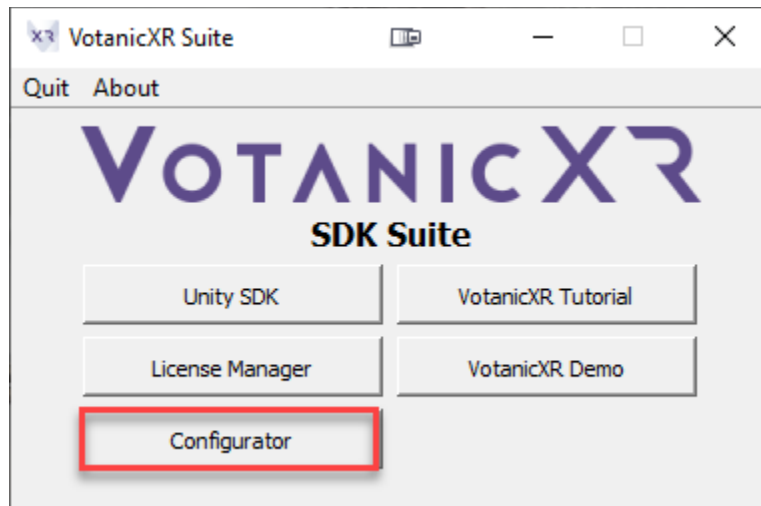 VotanicXR Suite
Quit About
VOTANICXR
SDK Suite
Unity SDK VotanicXR Tutorial
License Manager VotanicXR Demo
Configurator